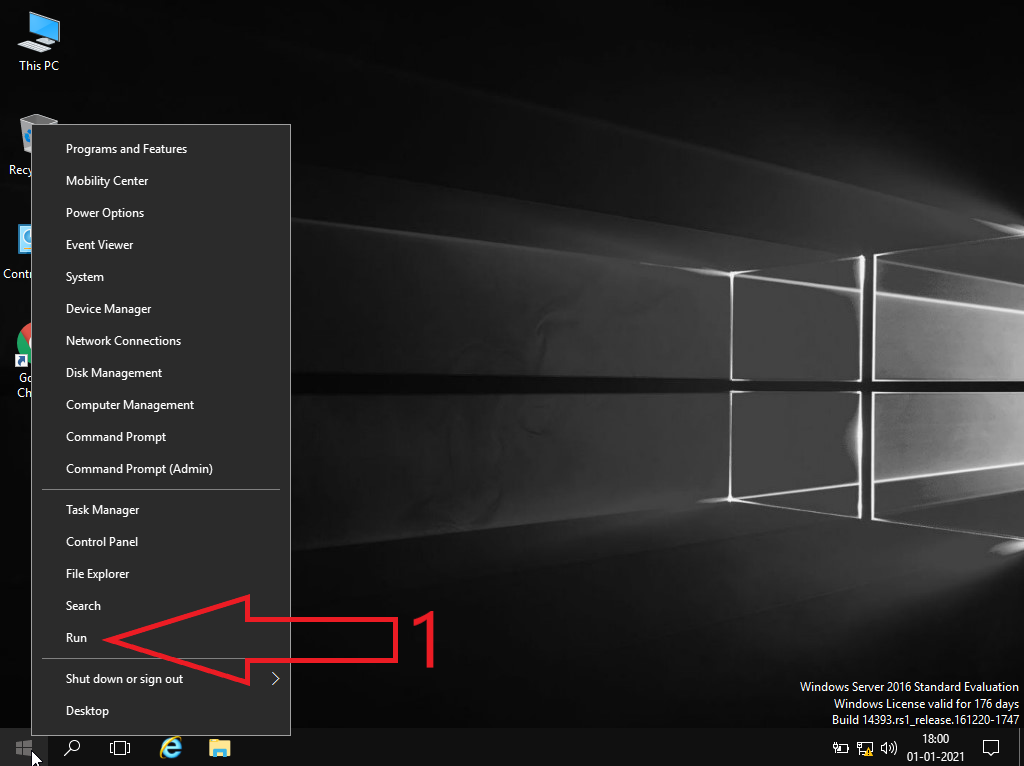 This PC
Recy
Contr
Go
Ch
Programs and Features
Mobility Center
Power Options
Event Viewer
System
Device Manager
Network Connections
Disk Management
Computer Management
Command Prompt
Command Prompt (Admin)
Task Manager
Control Panel
File Explorer
Search
Run
1
Shut down or sign out
Desktop
Windows Server 2016 Standard Evaluation
Windows License valid for 176 days
Build 14393.rs1_release.161220-1747
18:00
01-01-2021